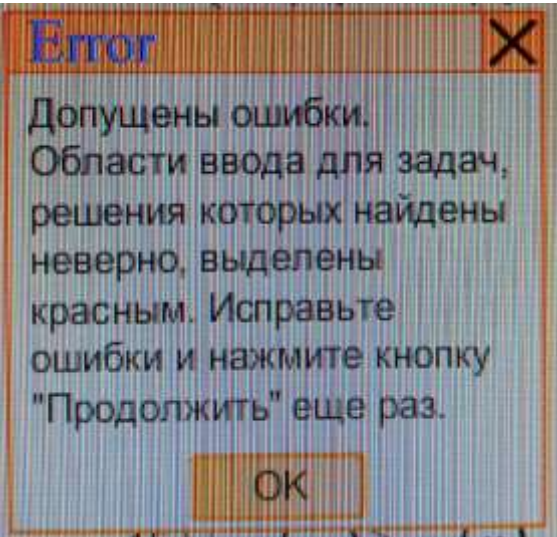 Error
Допущены ошибки.
Области ввода для задач,
решения которых найдены
неверно, выделены
красным. Исправьте
ошибки и нажмите кнопку
"Продолжить" еще раз.
OK